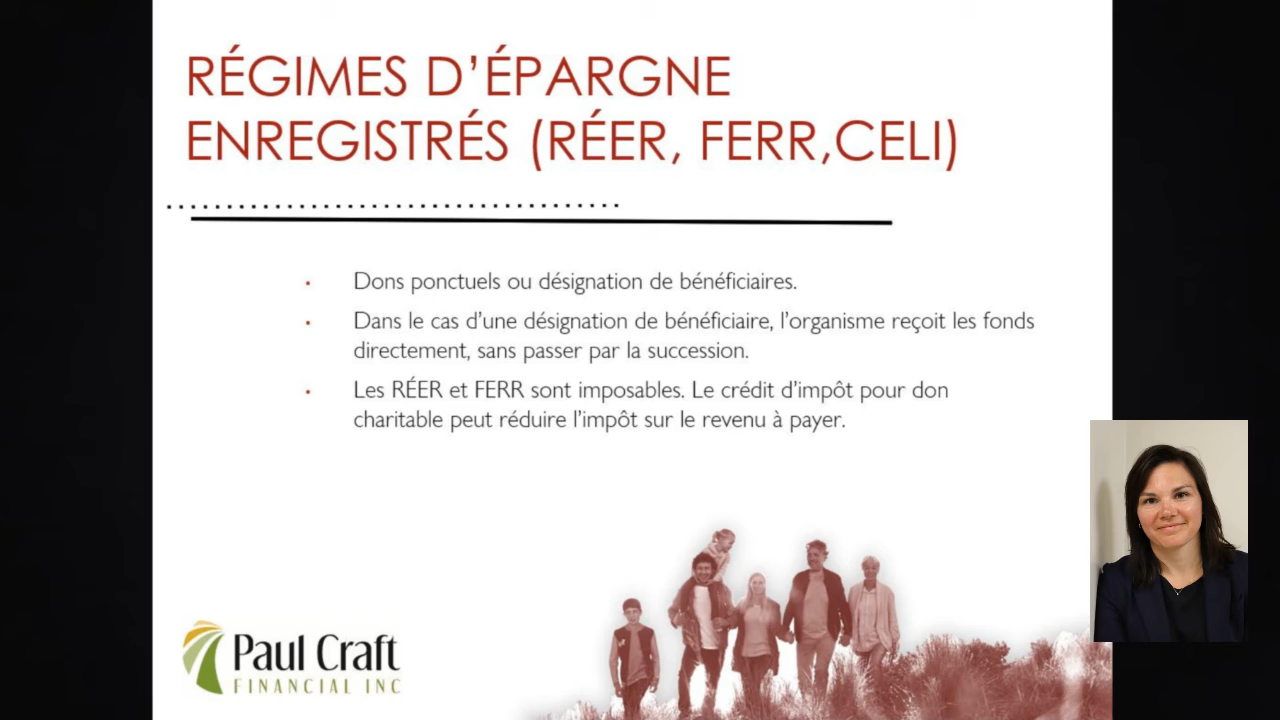 RÉGIMES D’ÉPARGNE
ENREGISTRÉS (RÉER, FERR,CELI)
• Dons ponctuels ou désignation de bénéficiaires.
• Dans le cas d’une désignation de bénéficiaire, l’organisme reçoit les fonds
directement, sans passer par la succession.
• Les RÉER et FERR sont imposables. Le crédit d’impôt pour don
charitable peut réduire l’impôt sur le revenu à payer.
Paul Craft
FINANCIAL INC